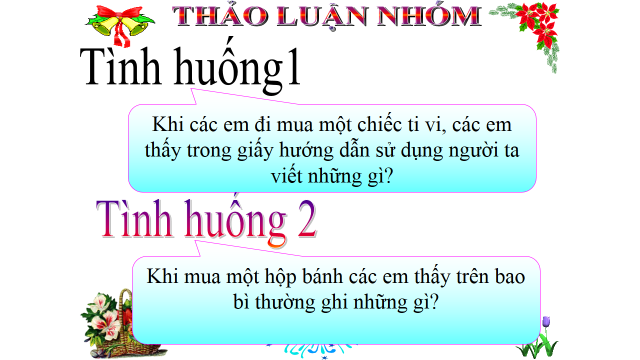 THẢO LUẬN NHÓM
Tình huống1
Khi các em đi mua một chiếc ti vi, các em
thấy trong giấy hướng dẫn sử dụng người ta
viết những gì?
Tình huống 2
Khi mua một hộp bánh các em thấy trên bao
bì thường ghi những gì?